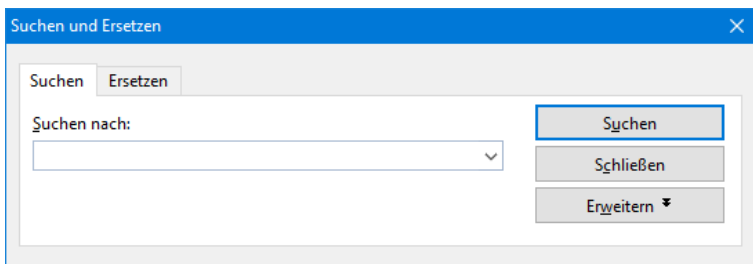 Suchen und Ersetzen
Suchen Ersetzen
Suchen nach:
Suchen
Schließen
Erweitern